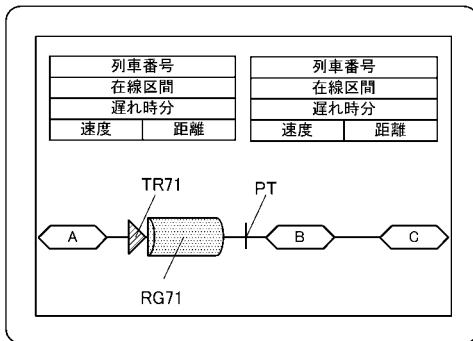 列車番号 列車番号
在線区間 在線区間
遅れ時分 遅れ時分
速度 距離 速度 距離
TR71 PT
A B C
RG71